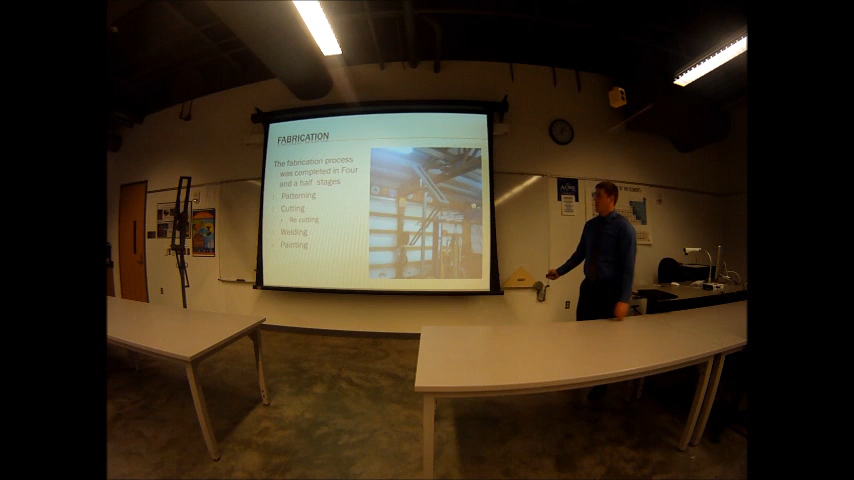 FABRICATION
The fabrication process
was completed in Four
and a half stages
Patterning
Cutting
Re cutting
Welding
Painting